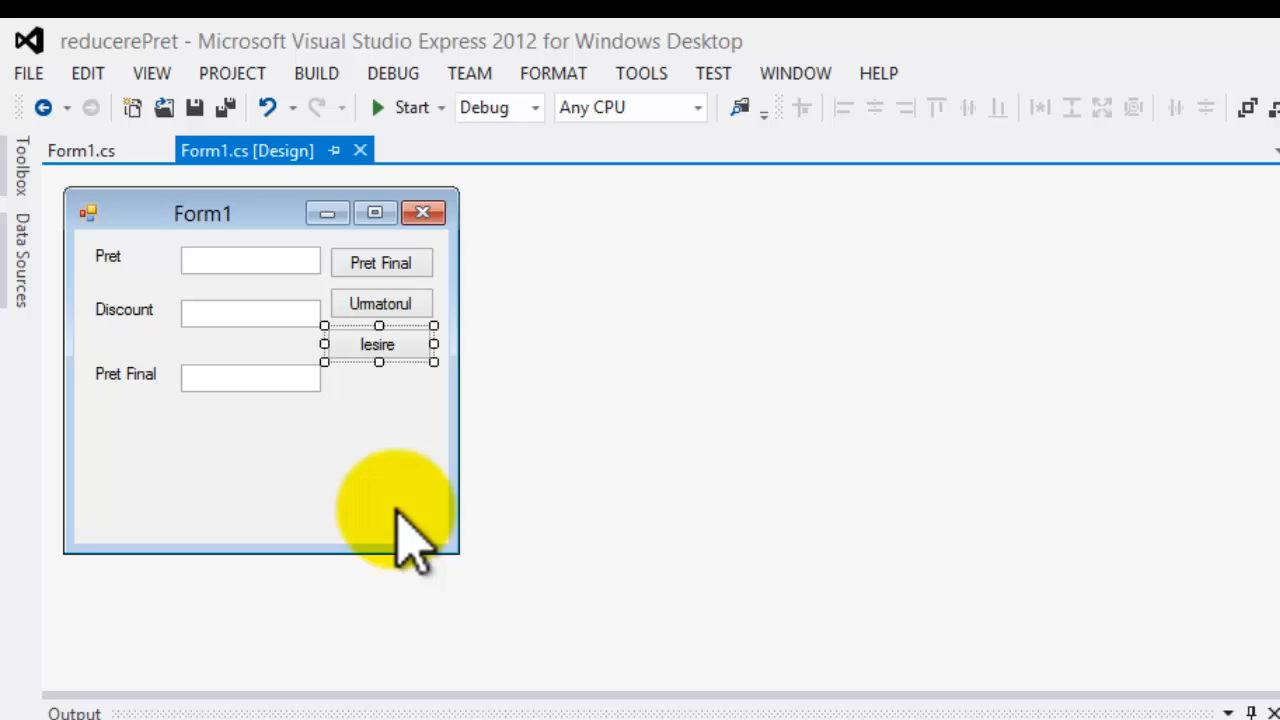 reducerePret - Microsoft Visual Studio Express 2012 for Windows Desktop
FILE EDIT VIEW PROJECT BUILD DEBUG TEAM FORMAT TOOLS TEST WINDOW HELP
Start Debug Any CPU
Form1.cs Form1.cs [Design]
Toolbox
Data Sources
Form1
Pret Pret Final
Urmatorul
Discount
Iesire
Pret Final
Output